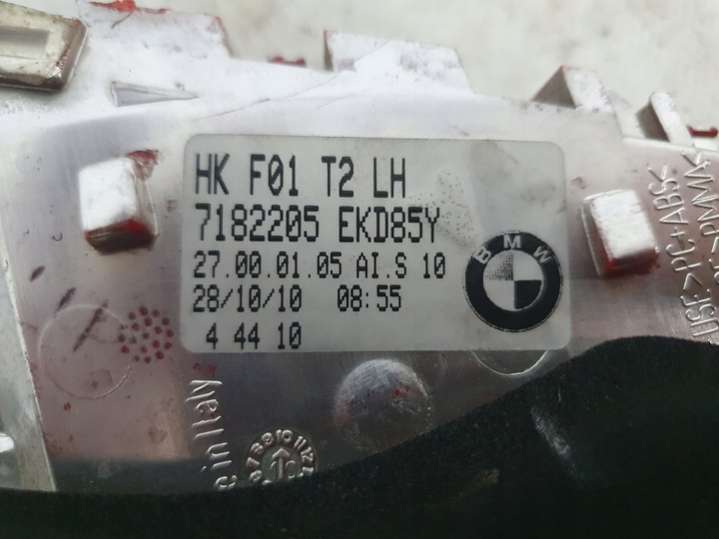 HK F01 T2 LH
7182205 EKD85Y
27.00.01.05 AI.S 10
28/10/10 08:55
4 44 10
BMW
in Italy
>PC+ABS<
>PMMA<